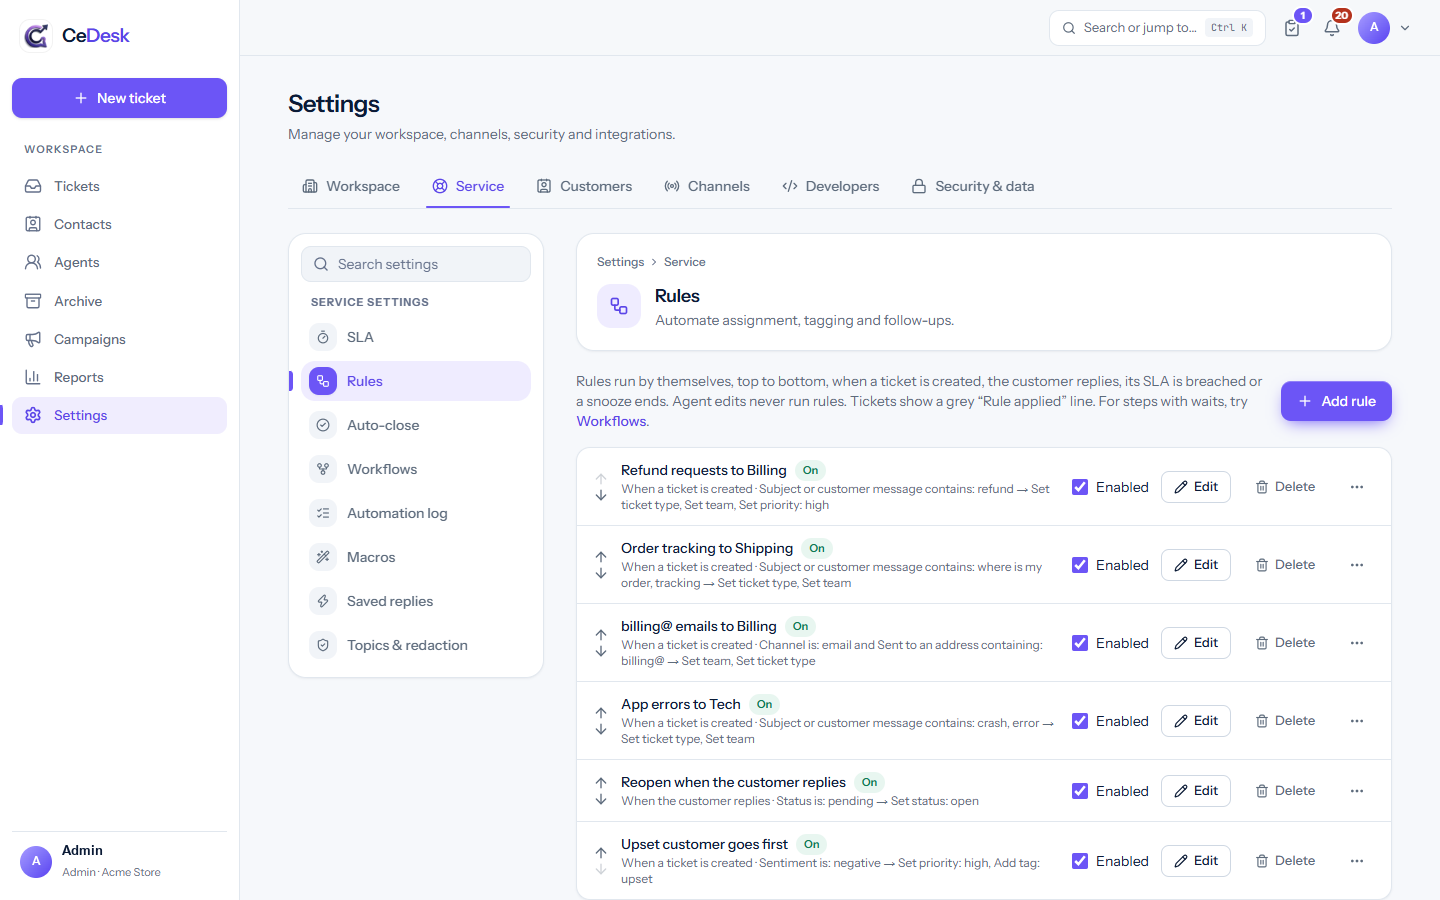 CeDesk
Search or jump to...
Ctrl K
1
20
A
New ticket
WORKSPACE
Tickets
Contacts
Agents
Archive
Campaigns
Reports
Settings
A
Admin
Admin · Acme Store
Settings
Manage your workspace, channels, security and integrations.
Workspace
Service
Customers
Channels
Developers
Security & data
Search settings
SERVICE SETTINGS
SLA
Rules
Auto-close
Workflows
Automation log
Macros
Saved replies
Topics & redaction
Settings > Service
Rules
Automate assignment, tagging and follow-ups.
Rules run by themselves, top to bottom, when a ticket is created, the customer replies, its SLA is breached or
a snooze ends. Agent edits never run rules. Tickets show a grey “Rule applied” line. For steps with waits, try
Workflows.
Add rule
Refund requests to Billing On
When a ticket is created · Subject or customer message contains: refund → Set
ticket type, Set team, Set priority: high
Enabled Edit Delete ...
Order tracking to Shipping On
When a ticket is created · Subject or customer message contains: where is my
order, tracking → Set ticket type, Set team
Enabled Edit Delete ...
billing@ emails to Billing On
When a ticket is created · Channel is: email and Sent to an address containing:
billing@ → Set team, Set ticket type
Enabled Edit Delete ...
App errors to Tech On
When a ticket is created · Subject or customer message contains: crash, error →
Set ticket type, Set team
Enabled Edit Delete ...
Reopen when the customer replies On
When the customer replies · Status is: pending → Set status: open
Enabled Edit Delete ...
Upset customer goes first On
When a ticket is created · Sentiment is: negative → Set priority: high, Add tag:
upset
Enabled Edit Delete ...